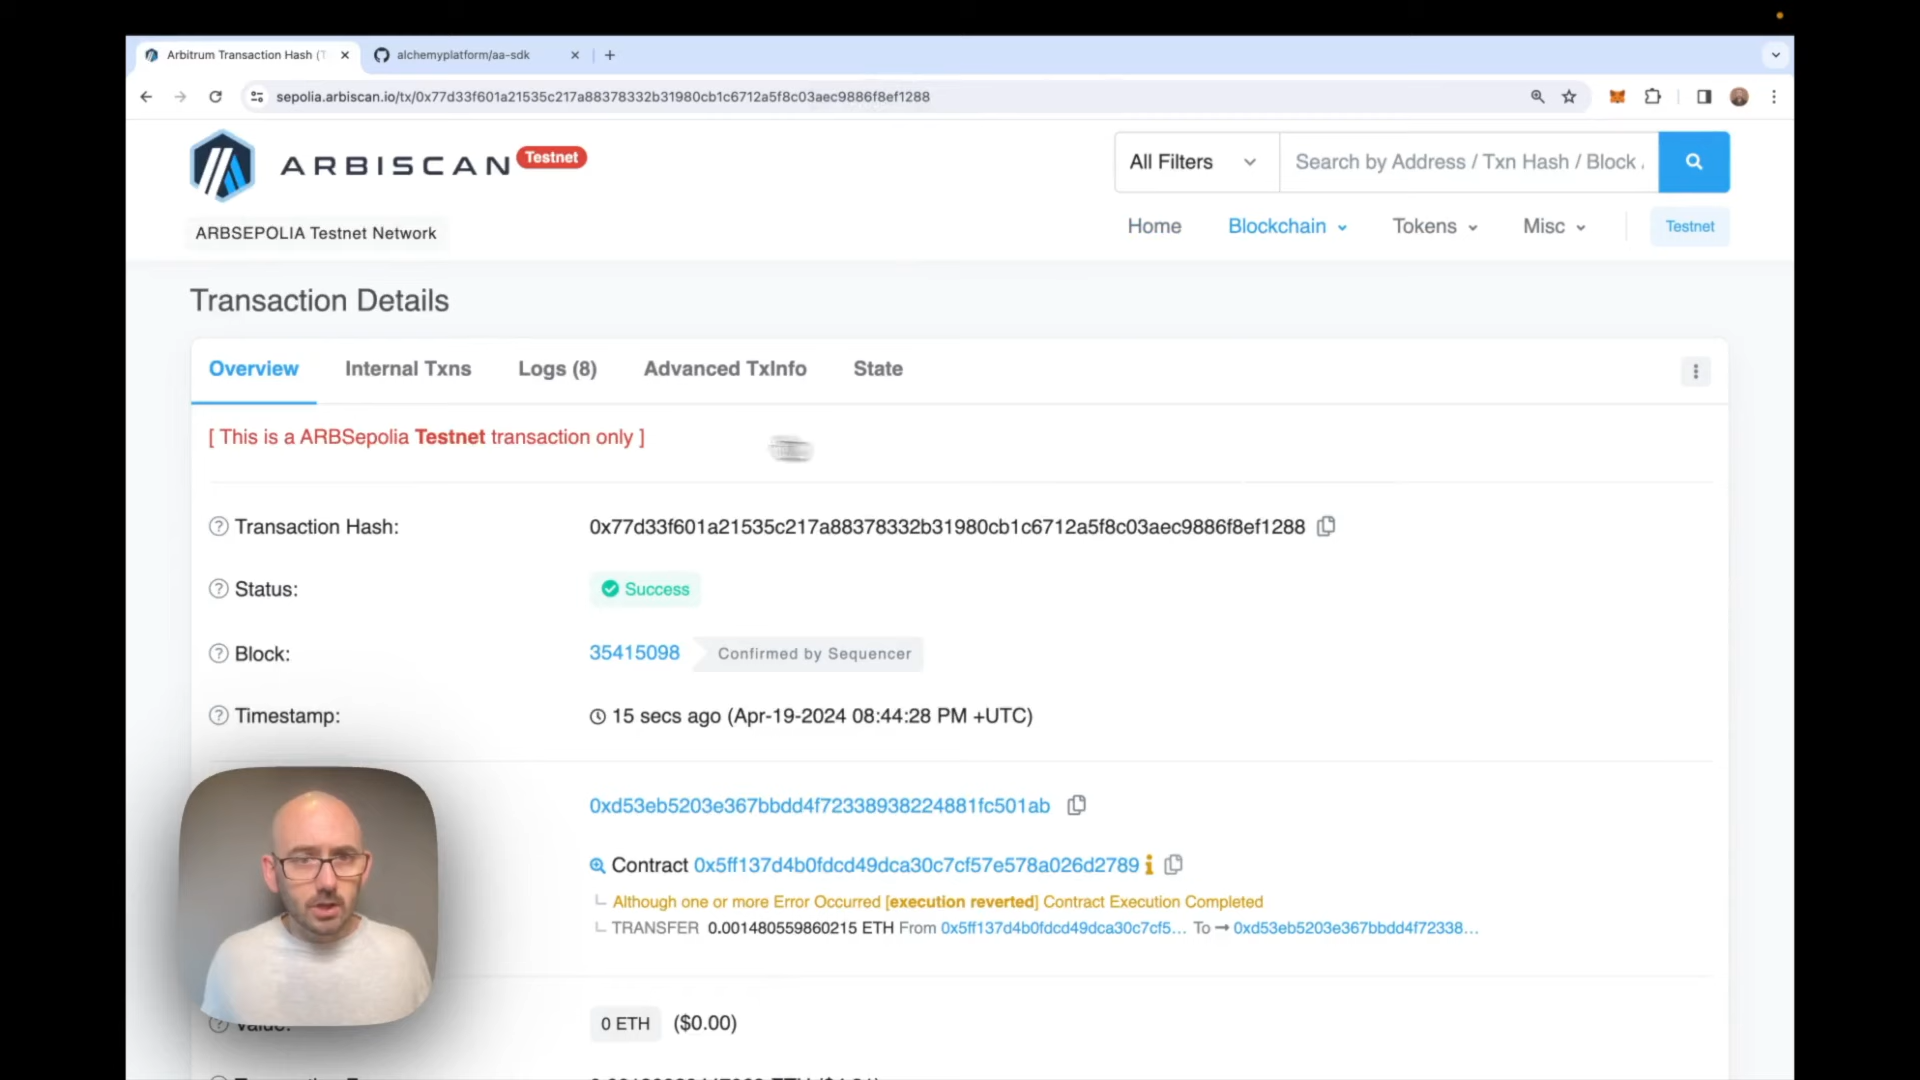 Arbitrum Transaction Hash (T
alchemyplatform/aa-sdk
sepolia.arbiscan.io/tx/0x77d33f601a21535c217a88378332b31980cb1c6712a5f8c03aec9886f8ef1288
ARBISCAN Testnet
All Filters
Search by Address / Txn Hash / Block .
ARBSEPOLIA Testnet Network
Home Blockchain Tokens Misc Testnet
Transaction Details
Overview Internal Txns Logs (8) Advanced TxInfo State
[ This is a ARBSepolia Testnet transaction only ]
Transaction Hash: 0x77d33f601a21535c217a88378332b31980cb1c6712a5f8c03aec9886f8ef1288
Status: Success
Block: 35415098 Confirmed by Sequencer
Timestamp: 15 secs ago (Apr-19-2024 08:44:28 PM +UTC)
0xd53eb5203e367bbdd4f72338938224881fc501ab
Contract 0x5ff137d4b0fdcd49dca30c7cf57e578a026d2789
Although one or more Error Occurred [execution reverted] Contract Execution Completed
TRANSFER 0.001480559860215 ETH From 0x5ff137d4b0fdcd49dca30c7cf5... To 0xd53eb5203e367bbdd4f72338...
Value: 0 ETH ($0.00)